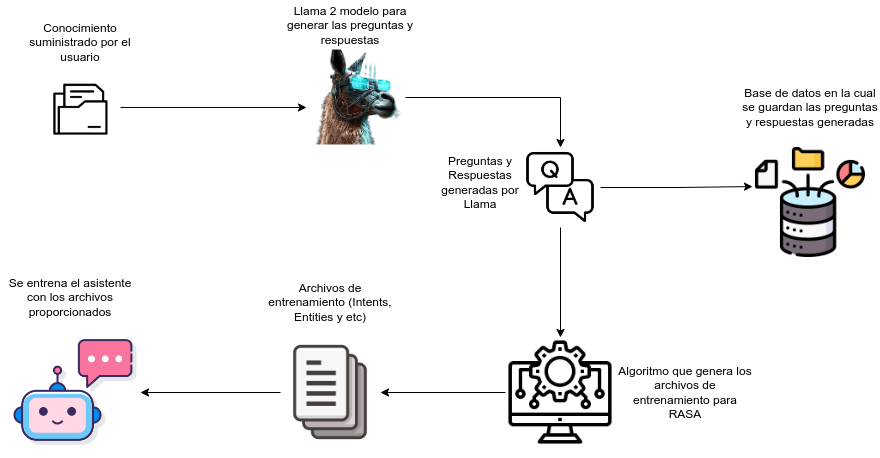 Conocimiento
suministrado por el
usuario
Llama 2 modelo para
generar las preguntas y
respuestas
Base de datos en la cual
se guardan las preguntas
y respuestas generadas
Preguntas y
Respuestas
generadas por
Llama
Q
A
Se entrena el asistente
con los archivos
proporcionados
Archivos de
entrenamiento (Intents,
Entities y etc)
Algoritmo que genera los
archivos de
entrenamiento para
RASA